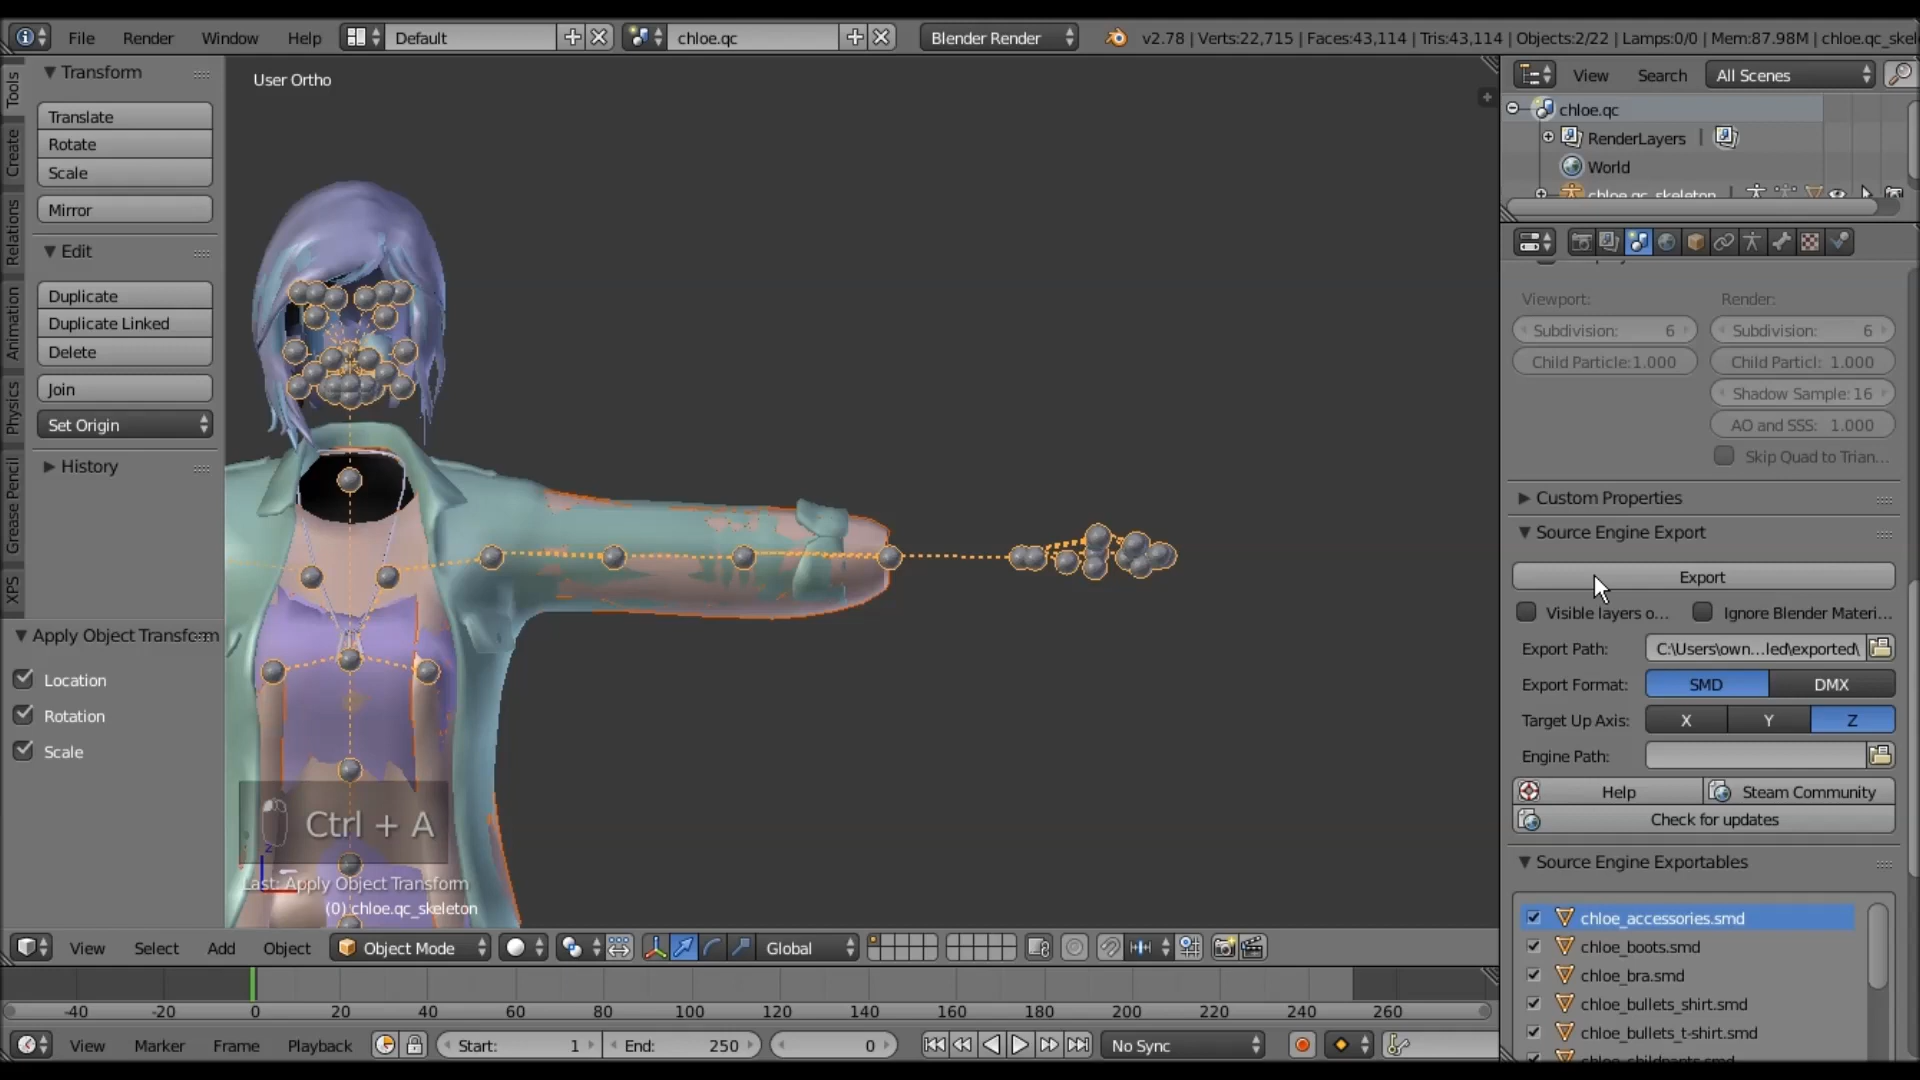 File Render Window Help Default chloe.qc Blender Render v2.78 | Verts:22,715 | Faces:43,114 | Tris:43,114 | Objects:2/22 | Lamps:0/0 | Mem:87.98M | chloe.qc_skel
Tools
Create
Relations
Animation
Physics
Grease Pencil
XPS
Transform
Translate
Rotate
Scale
Mirror
Edit
Duplicate
Duplicate Linked
Delete
Join
Set Origin
History
Apply Object Transform
Location
Rotation
Scale
User Ortho
Ctrl + A
z
Last: Apply Object Transform
(0) chloe.qc_skeleton
View Select Add Object Object Mode Global
-40 -20 0 20 40 60 80 100 120 140 160 180 200 220 240 260
View Marker Frame Playback Start: 1 End: 250 0 No Sync
View Search All Scenes
chloe.qc
RenderLayers |
World
chloe.qc_skeleton |
Viewport: Render:
Subdivision: 6 Subdivision: 6
Child Particle:1.000 Child Particl: 1.000
Shadow Sample: 16
AO and SSS: 1.000
Skip Quad to Trian...
Custom Properties
Source Engine Export
Export
Visible layers o... Ignore Blender Materi...
Export Path: C:\Users\own...led\exported\
Export Format: SMD DMX
Target Up Axis: X Y Z
Engine Path:
Help Steam Community
Check for updates
Source Engine Exportables
chloe_accessories.smd
chloe_boots.smd
chloe_bra.smd
chloe_bullets_shirt.smd
chloe_bullets_t-shirt.smd